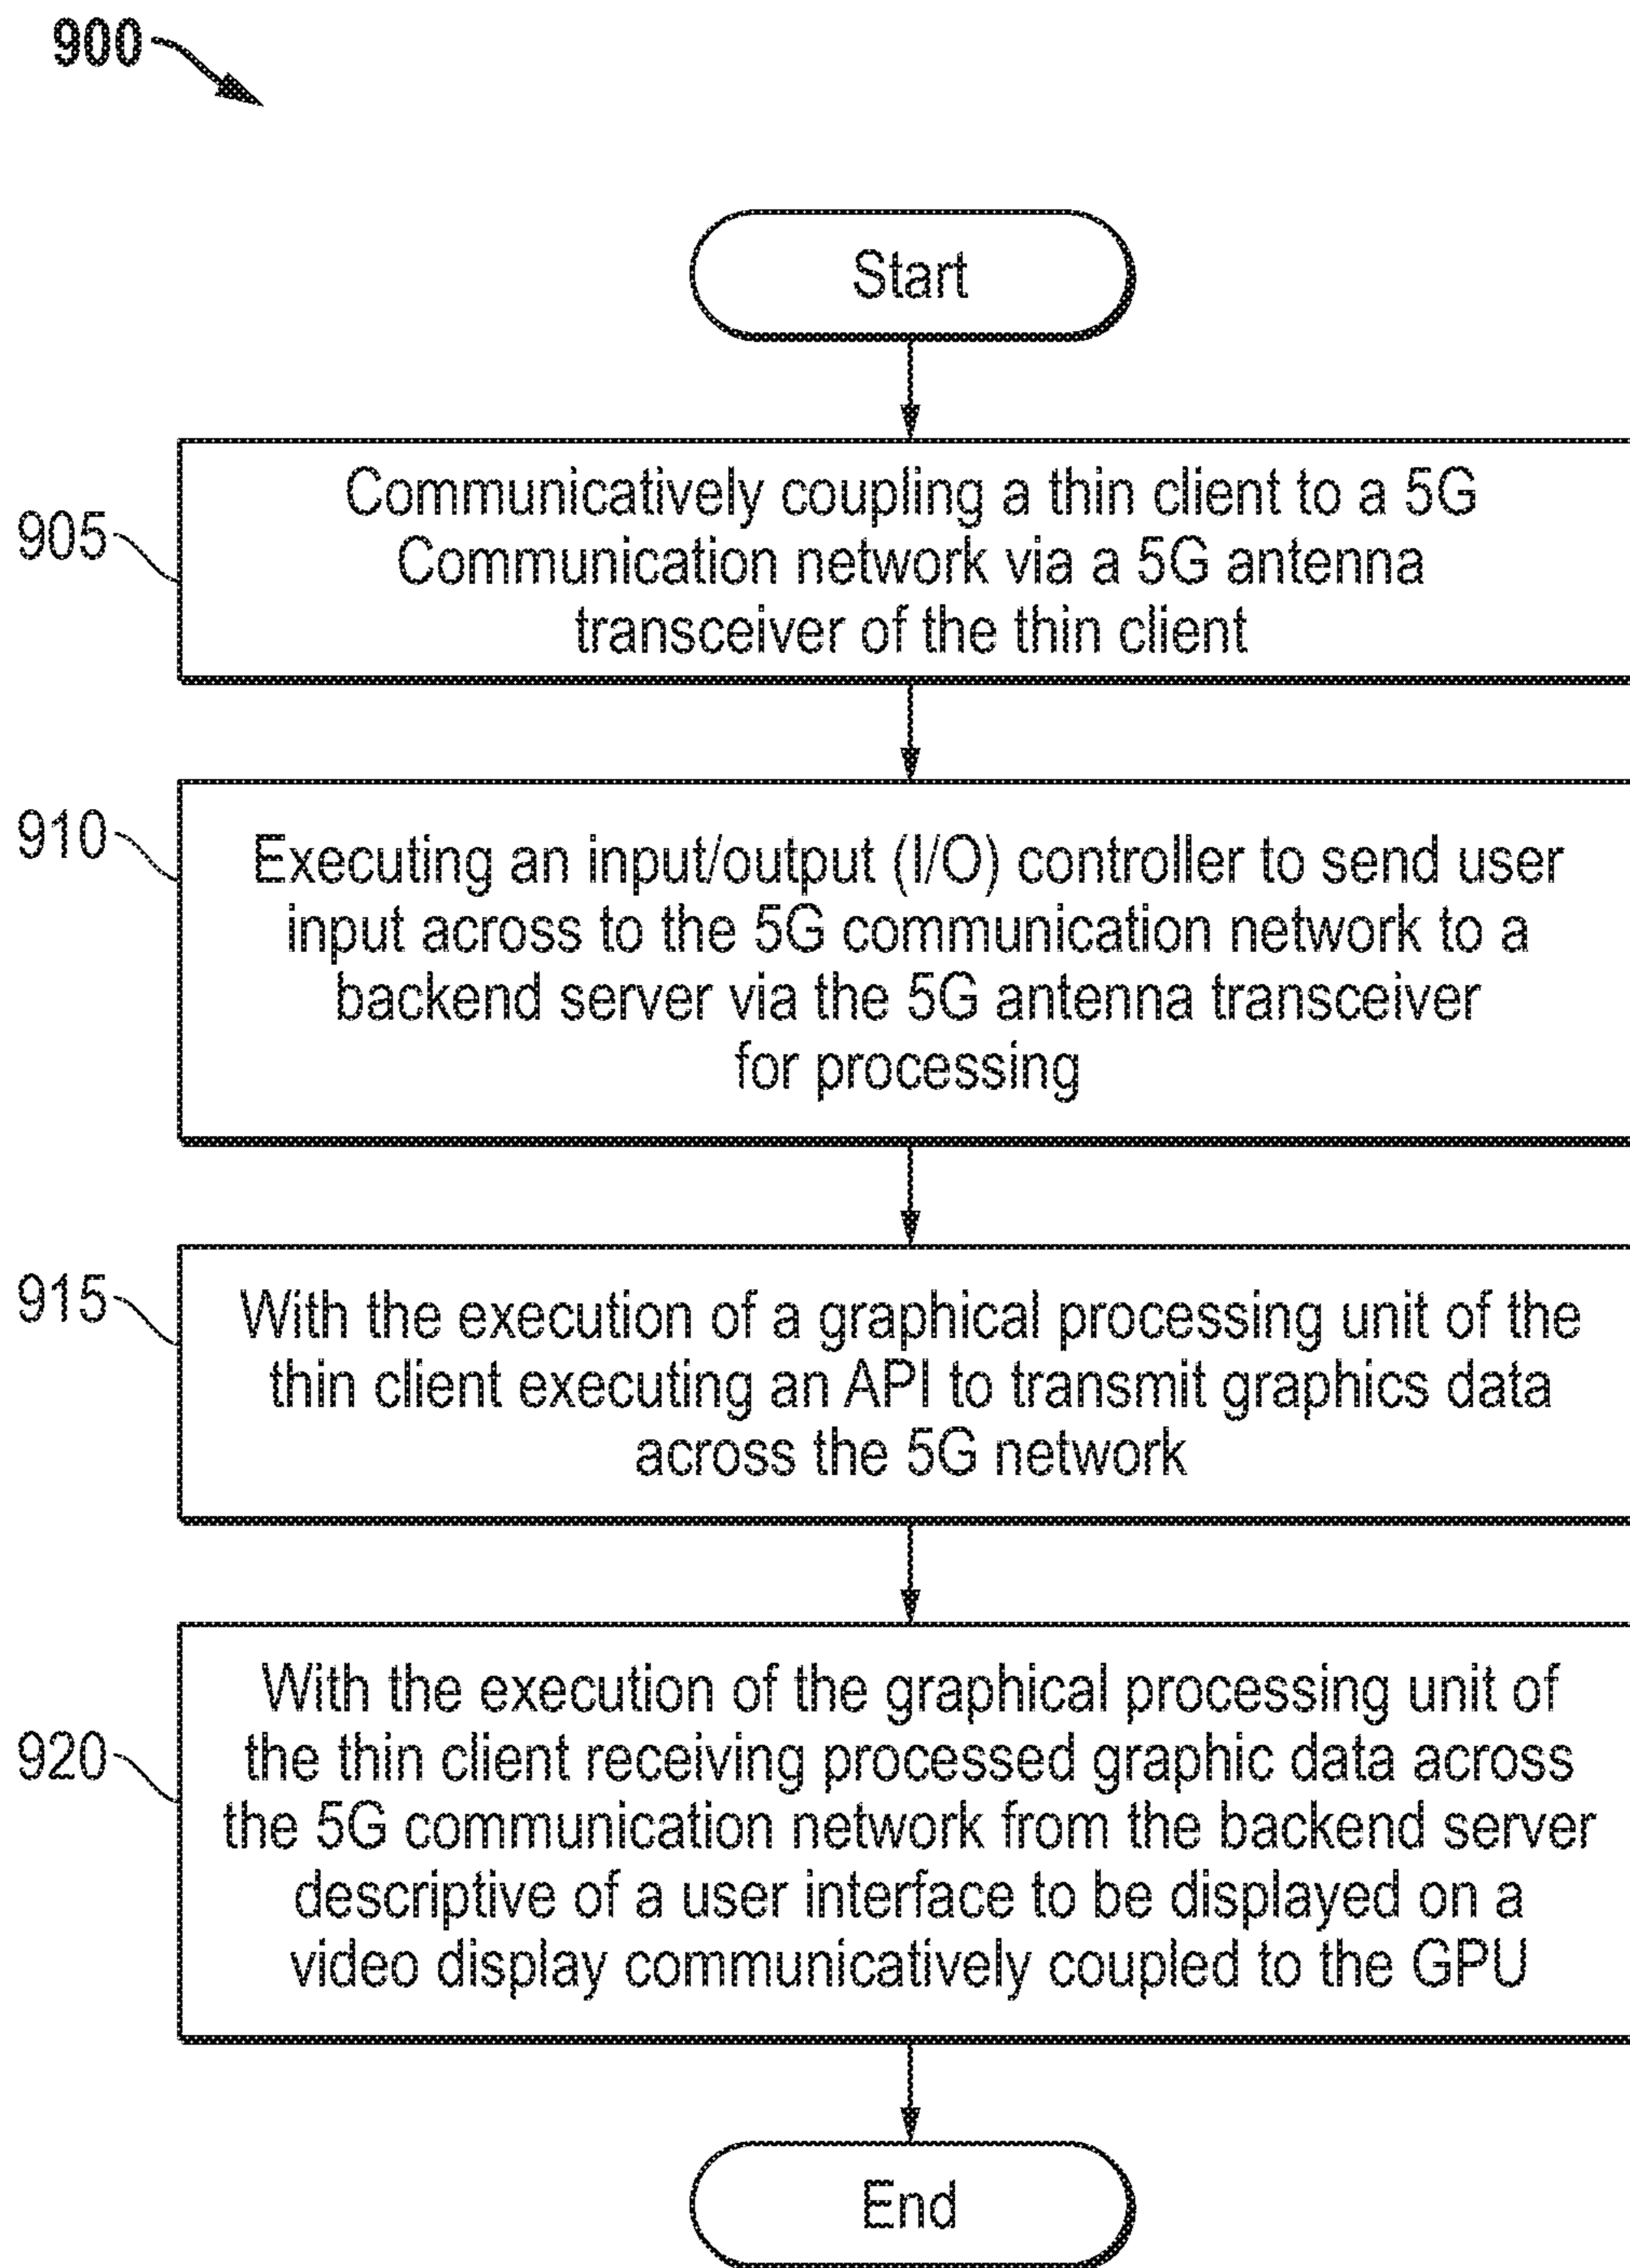 900
Start
905
Communicatively coupling a thin client to a 5G
Communication network via a 5G antenna
transceiver of the thin client
910
Executing an input/output (I/O) controller to send user
input across to the 5G communication network to a
backend server via the 5G antenna transceiver
for processing
915
With the execution of a graphical processing unit of the
thin client executing an API to transmit graphics data
across the 5G network
920
With the execution of the graphical processing unit of
the thin client receiving processed graphic data across
the 5G communication network from the backend server
descriptive of a user interface to be displayed on a
video display communicatively coupled to the GPU
End